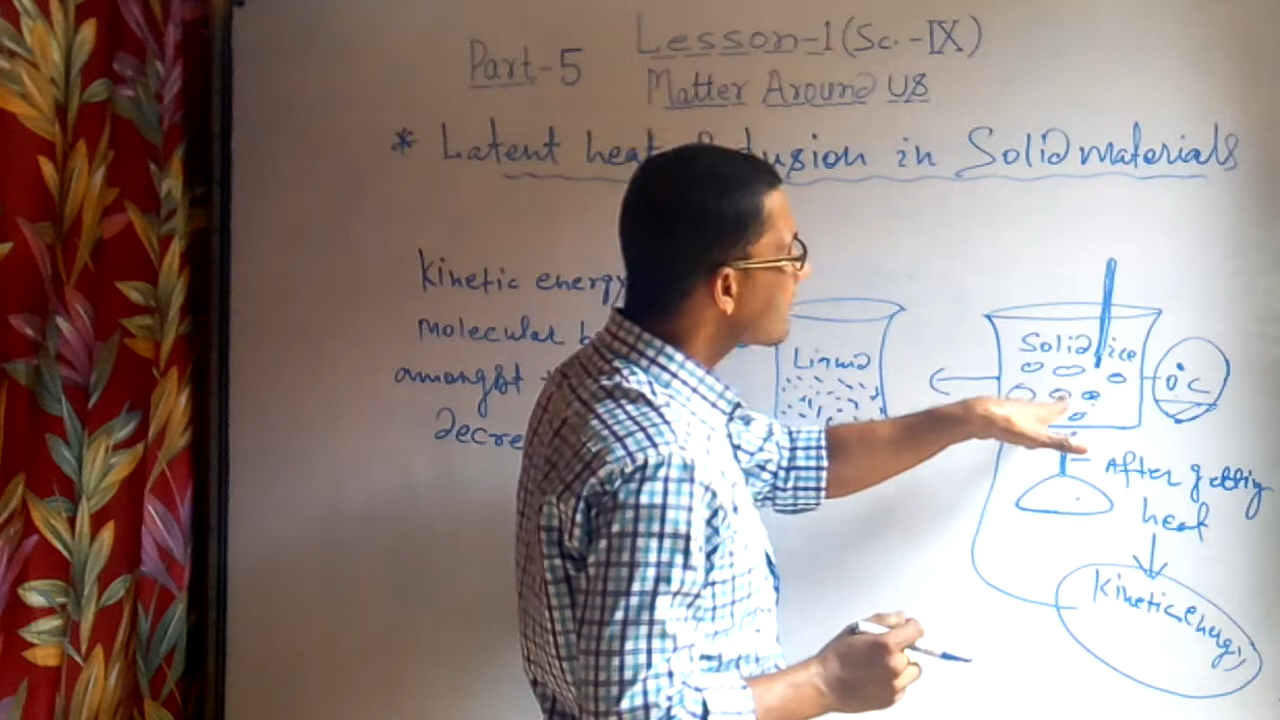 Part-5 Lesson-1 (Sc.-IX)
Matter Around us
* Latent heat fusion in Solid materials
Kinetic energy
Molecular
amongst
decre
Liquid
Solid ice
0°C
After getting
heat
Kinetic energy